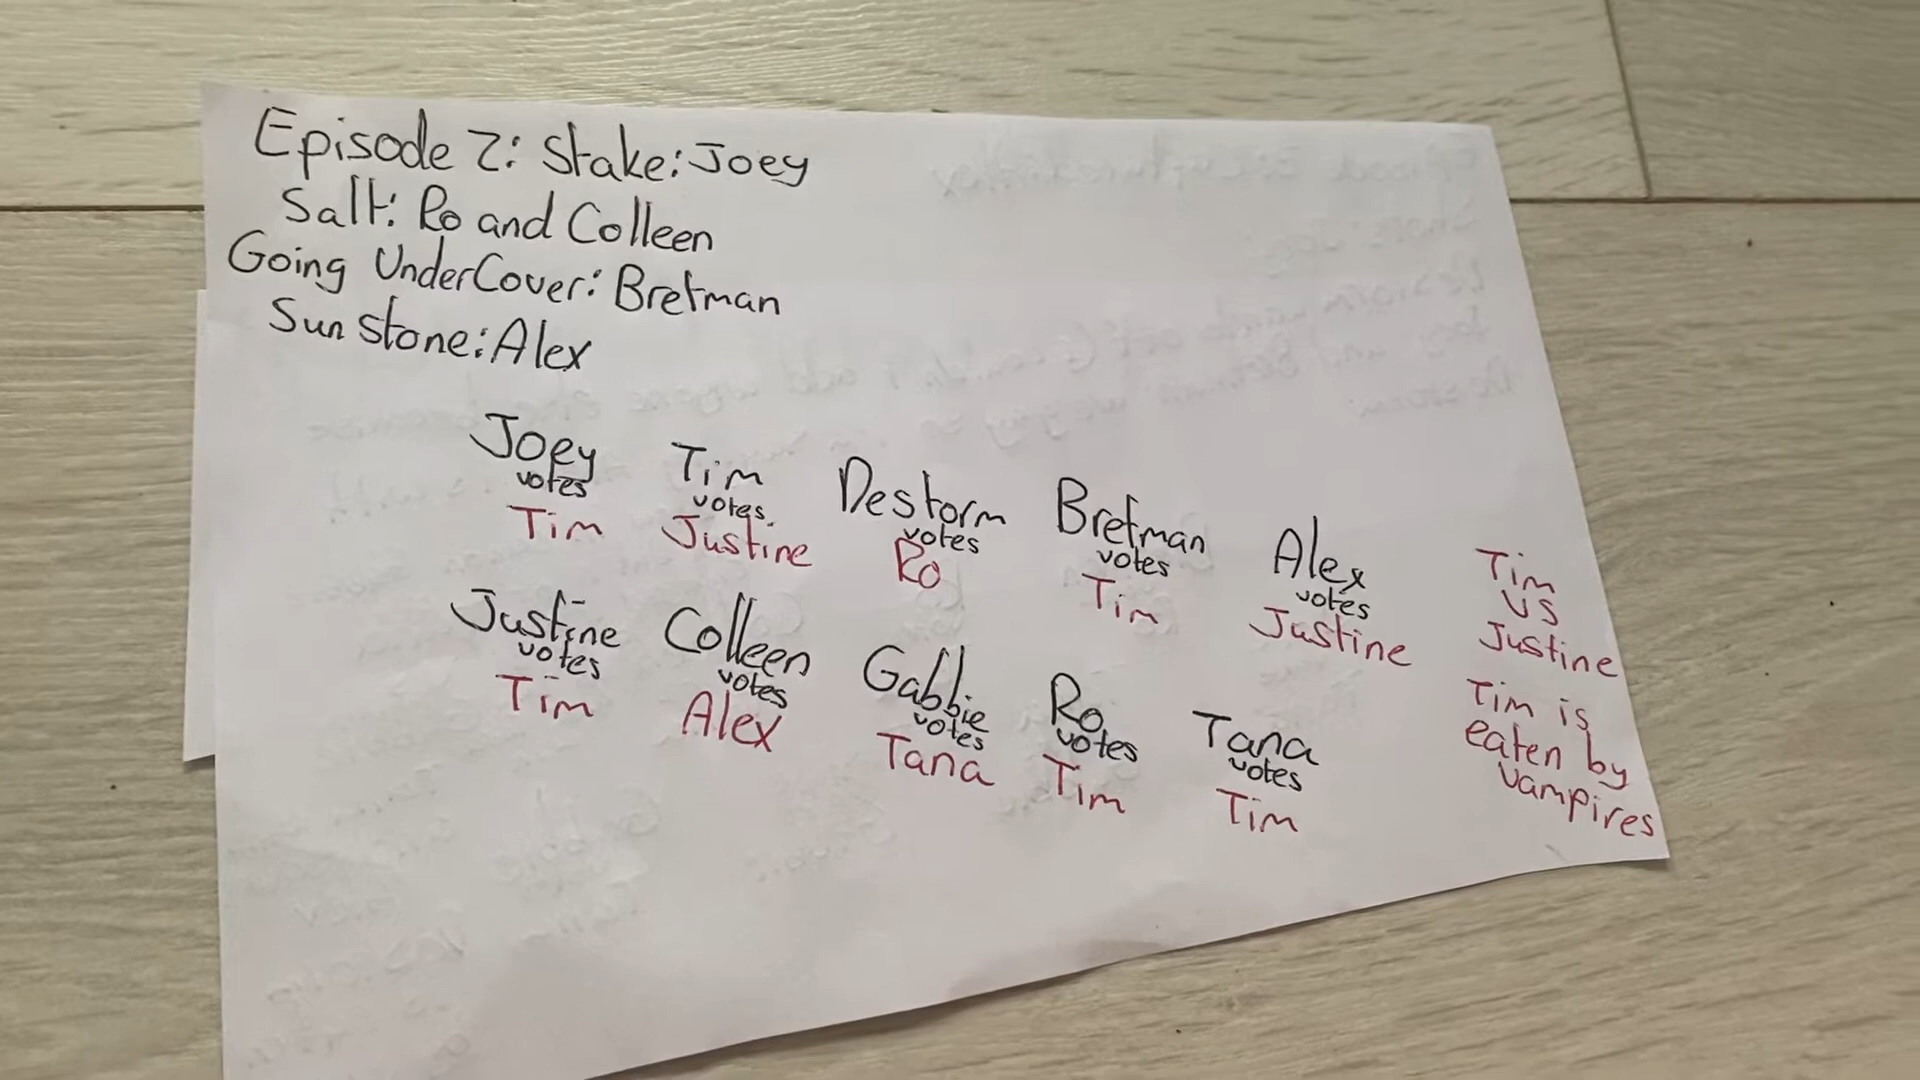 Episode 2: Stake: Joey
Salt: Ro and Colleen
Going UnderCover: Bretman
Sun Stone: Alex
Joey votes Tim
Tim votes Justine
Destorm votes Ro
Bretman votes Tim
Alex votes Justine
Justine votes Tim
Colleen votes Alex
Gabbie votes Tana
Ro votes Tim
Tana votes Tim
Tim
VS
Justine
Tim is
eaten by
vampires